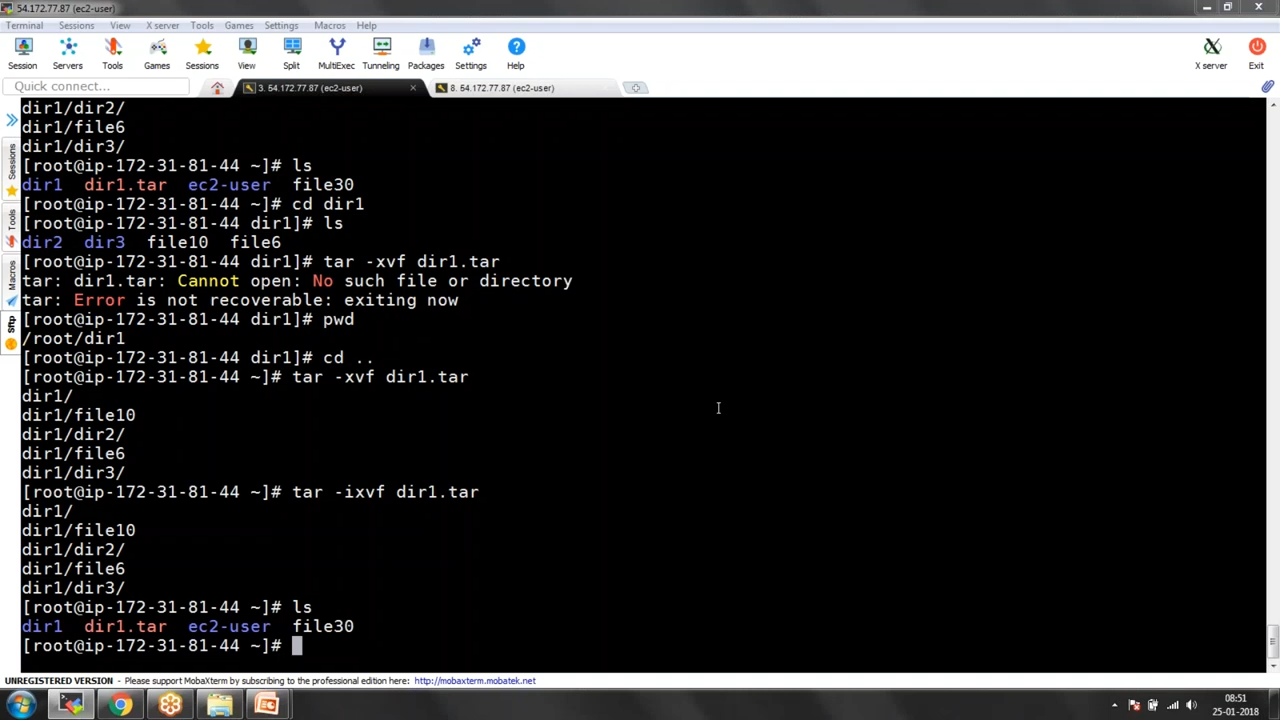 54.172.77.87 (ec2-user)
Terminal Sessions View X server Tools Games Settings Macros Help
Session Servers Tools Games Sessions View Split MultiExec Tunneling Packages Settings Help X server Exit
Quick connect... 3. 54.172.77.87 (ec2-user) 8. 54.172.77.87 (ec2-user)
Sessions
Tools
Macros
Sftp
dir1/dir2/
dir1/file6
dir1/dir3/
[root@ip-172-31-81-44 ~]# ls
dir1 dir1.tar ec2-user file30
[root@ip-172-31-81-44 ~]# cd dir1
[root@ip-172-31-81-44 dir1]# ls
dir2 dir3 file10 file6
[root@ip-172-31-81-44 dir1]# tar -xvf dir1.tar
tar: dir1.tar: Cannot open: No such file or directory
tar: Error is not recoverable: exiting now
[root@ip-172-31-81-44 dir1]# pwd
/root/dir1
[root@ip-172-31-81-44 dir1]# cd ..
[root@ip-172-31-81-44 ~]# tar -xvf dir1.tar
dir1/
dir1/file10
dir1/dir2/
dir1/file6
dir1/dir3/
[root@ip-172-31-81-44 ~]# tar -ixvf dir1.tar
dir1/
dir1/file10
dir1/dir2/
dir1/file6
dir1/dir3/
[root@ip-172-31-81-44 ~]# ls
dir1 dir1.tar ec2-user file30
[root@ip-172-31-81-44 ~]#
UNREGISTERED VERSION - Please support MobaXterm by subscribing to the professional edition here: http://mobaxterm.mobatek.net
08:51
25-01-2018